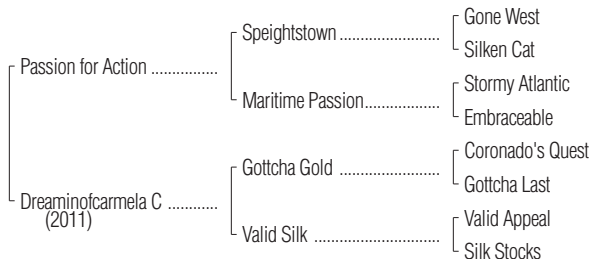 Gone West
Speightstown ....................
Silken Cat
Passion for Action ..............
Stormy Atlantic
Maritime Passion...............
Embraceable
Coronado's Quest
Gottcha Gold ....................
Gottcha Last
Dreaminofcarmela C ..........
(2011)
Valid Appeal
Valid Silk .........................
Silk Stocks